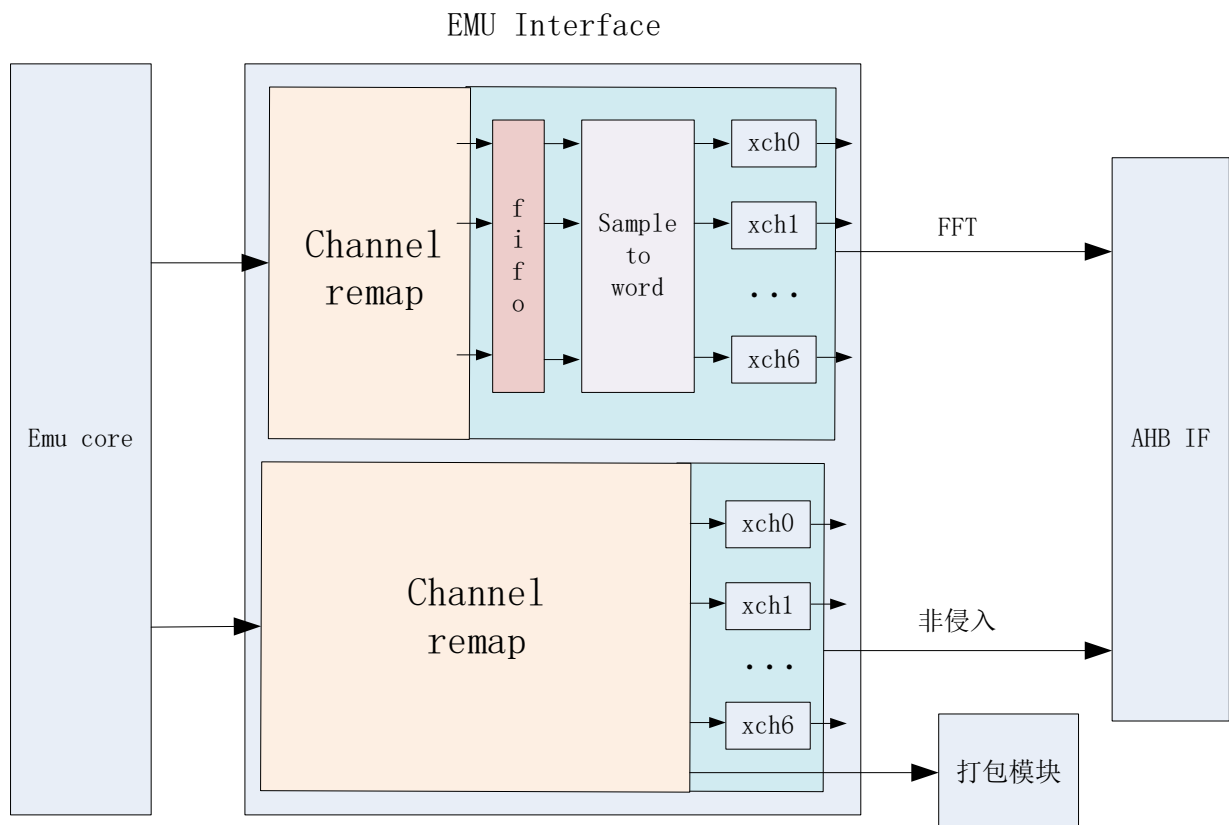 EMU Interface
Emu core
Channel
remap
f
i
f
o
Sample
to
word
xch0
xch1
...
xch6
FFT
AHB IF
Channel
remap
xch0
xch1
...
xch6
非侵入
打包模块